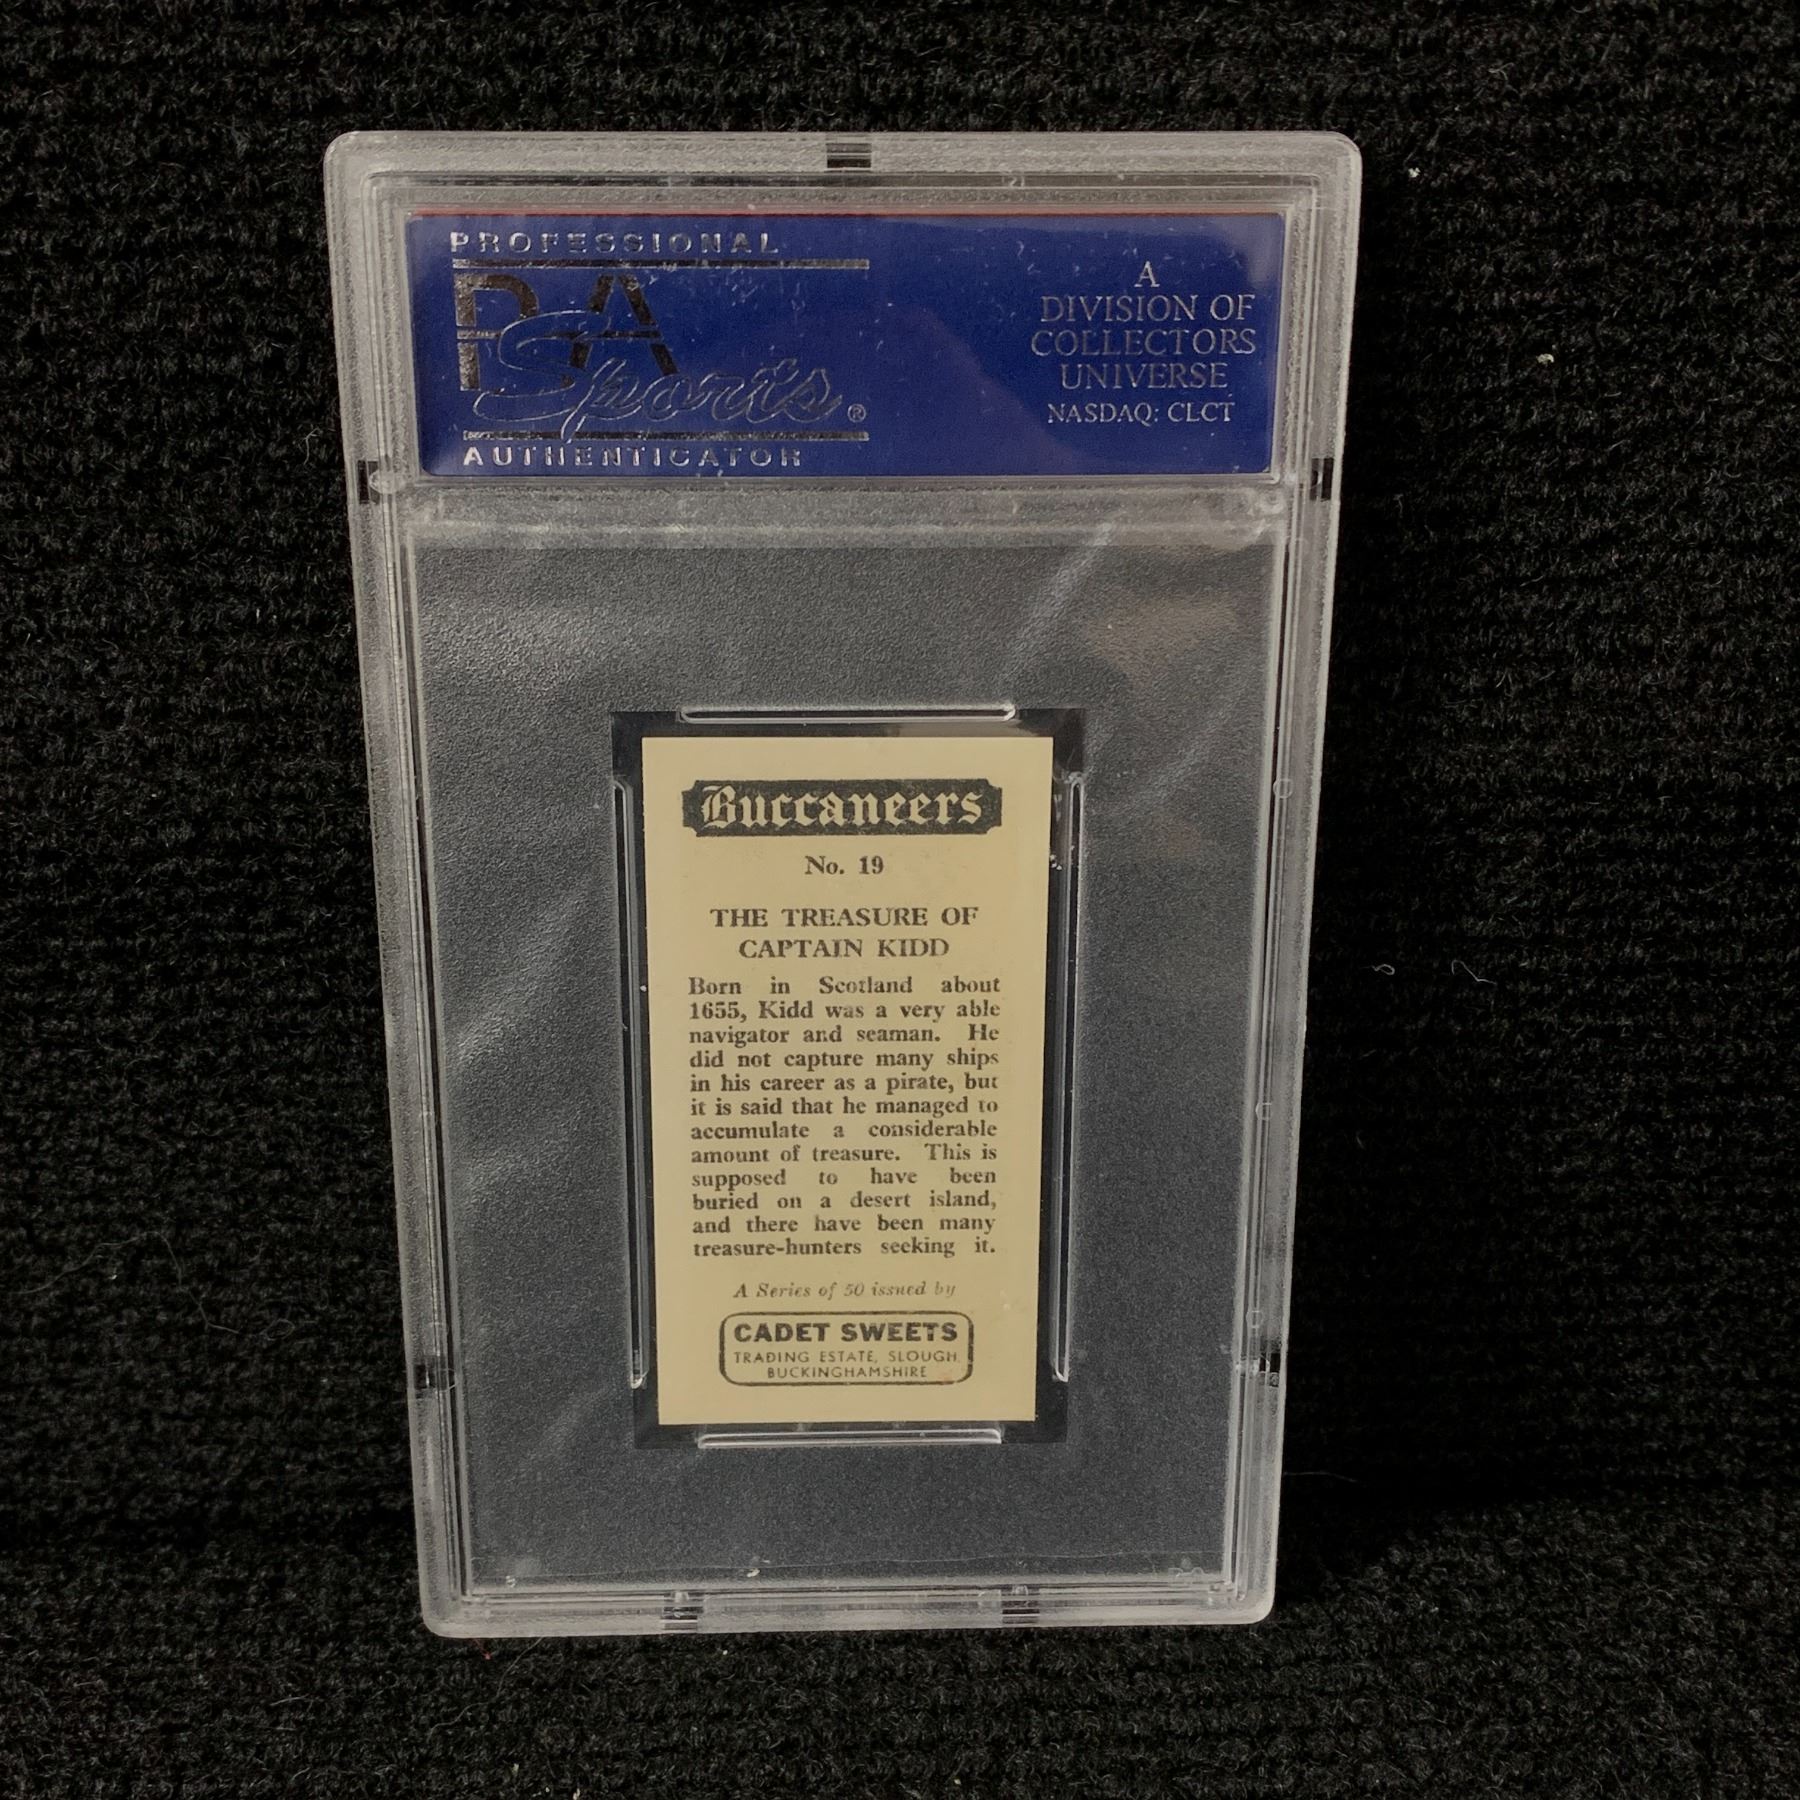 PROFESSIONAL
PSA
Sports®
AUTHENTICATOR
A
DIVISION OF
COLLECTORS
UNIVERSE
NASDAQ: CLCT
Buccaneers
No. 19
THE TREASURE OF
CAPTAIN KIDD
Born in Scotland about
1655, Kidd was a very able
navigator and seaman. He
did not capture many ships
in his career as a pirate, but
it is said that he managed to
accumulate a considerable
amount of treasure. This is
supposed to have been
buried on a desert island,
and there have been many
treasure-hunters seeking it.
A Series of 50 issued by
CADET SWEETS
TRADING ESTATE, SLOUGH,
BUCKINGHAMSHIRE